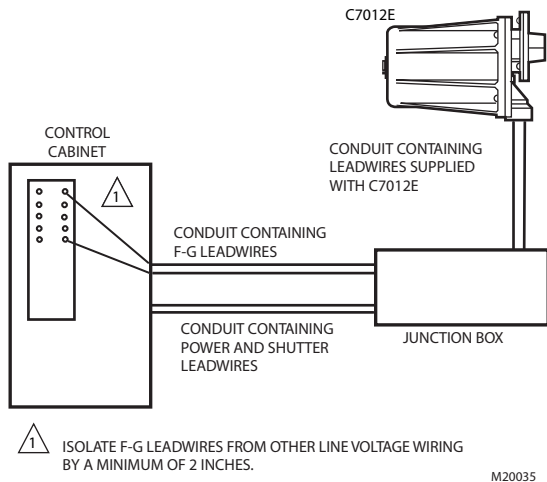 C7012E
CONTROL
CABINET
CONDUIT CONTAINING
LEADWIRES SUPPLIED
WITH C7012E
1
CONDUIT CONTAINING
F-G LEADWIRES
CONDUIT CONTAINING
POWER AND SHUTTER
LEADWIRES
JUNCTION BOX
1 ISOLATE F-G LEADWIRES FROM OTHER LINE VOLTAGE WIRING
BY A MINIMUM OF 2 INCHES.
M20035